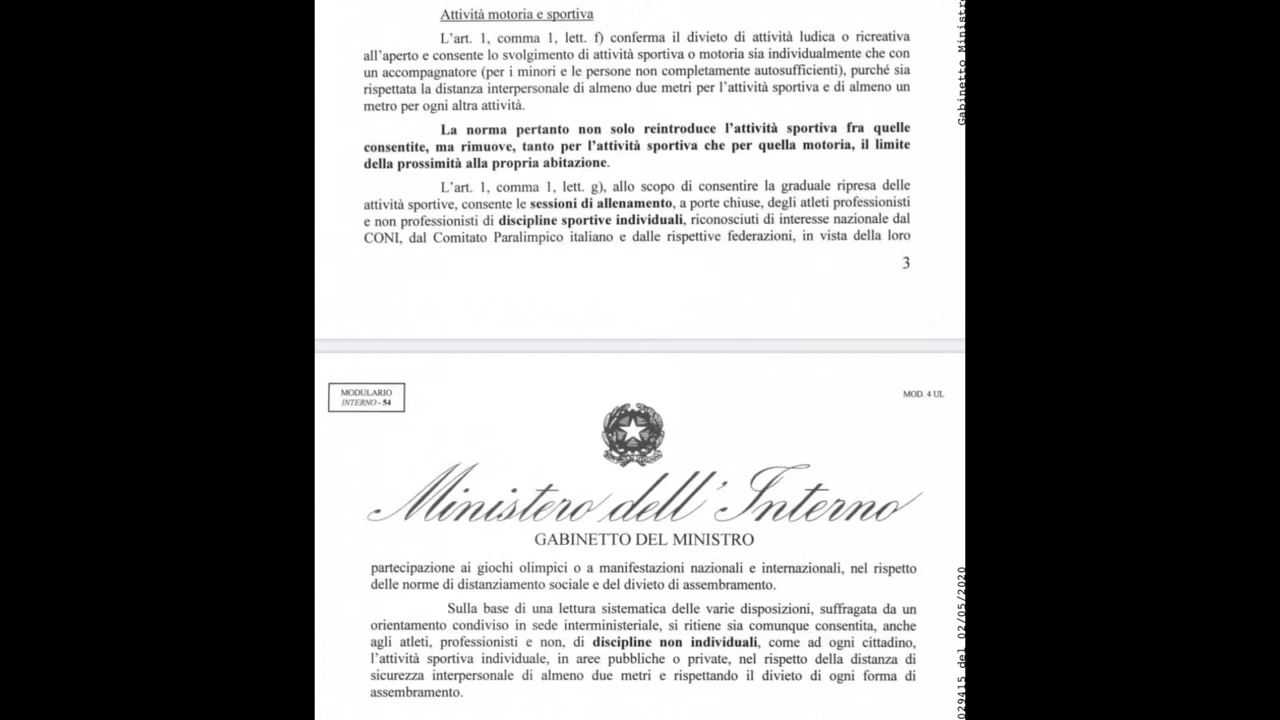 Attività motoria e sportiva
L'art. 1, comma 1, lett. f) conferma il divieto di attività ludica o ricreativa
all'aperto e consente lo svolgimento di attività sportiva o motoria sia individualmente che con
un accompagnatore (per i minori e le persone non completamente autosufficienti), purché sia
rispettata la distanza interpersonale di almeno due metri per l'attività sportiva e di almeno un
metro per ogni altra attività.
La norma pertanto non solo reintroduce l'attività sportiva fra quelle
consentite, ma rimuove, tanto per l'attività sportiva che per quella motoria, il limite
della prossimità alla propria abitazione.
L'art. 1, comma 1, lett. g), allo scopo di consentire la graduale ripresa delle
attività sportive, consente le sessioni di allenamento, a porte chiuse, degli atleti professionisti
e non professionisti di discipline sportive individuali, riconosciuti di interesse nazionale dal
CONI, dal Comitato Paralimpico italiano e dalle rispettive federazioni, in vista della loro
3
Gabinetto Ministr
MODULARIO
INTERNO - 54
MOD. 4 UL
Ministero dell'Interno
GABINETTO DEL MINISTRO
partecipazione ai giochi olimpici o a manifestazioni nazionali e internazionali, nel rispetto
delle norme di distanziamento sociale e del divieto di assembramento.
Sulla base di una lettura sistematica delle varie disposizioni, suffragata da un
orientamento condiviso in sede interministeriale, si ritiene sia comunque consentita, anche
agli atleti, professionisti e non, di discipline non individuali, come ad ogni cittadino,
l'attività sportiva individuale, in aree pubbliche o private, nel rispetto della distanza di
sicurezza interpersonale di almeno due metri e rispettando il divieto di ogni forma di
assembramento.
029415 del 02/05/2020